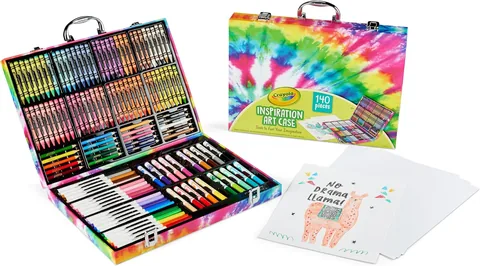 Crayola
INSPIRATION
ART CASE
140
pieces
NO
DRAMA
LLAMA!